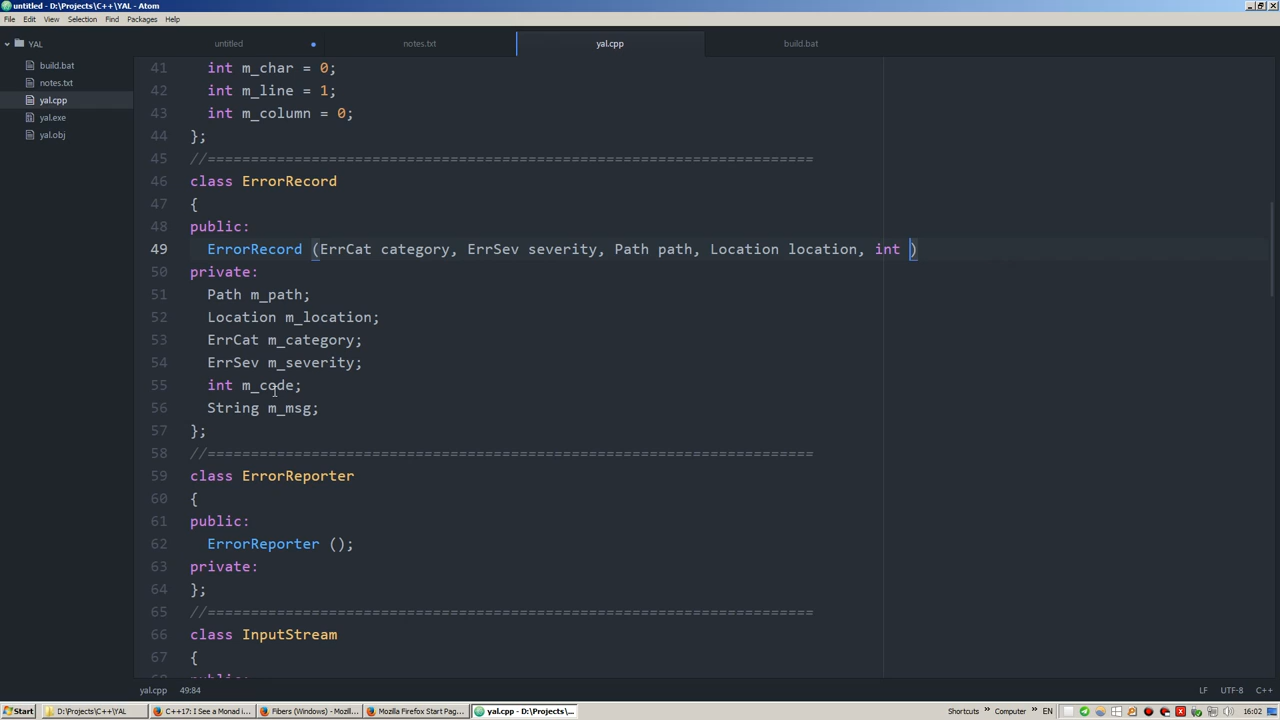 untitled - D:\Projects\C++\YAL - Atom
File Edit View Selection Find Packages Help
YAL
build.bat
notes.txt
yal.cpp
yal.exe
yal.obj
untitled notes.txt yal.cpp build.bat
41 int m_char = 0;
42 int m_line = 1;
43 int m_column = 0;
44 };
45 //======================================================================
46 class ErrorRecord
47 {
48 public:
49 ErrorRecord (ErrCat category, ErrSev severity, Path path, Location location, int )
50 private:
51 Path m_path;
52 Location m_location;
53 ErrCat m_category;
54 ErrSev m_severity;
55 int m_code;
56 String m_msg;
57 };
58 //======================================================================
59 class ErrorReporter
60 {
61 public:
62 ErrorReporter ();
63 private:
64 };
65 //======================================================================
66 class InputStream
67 {
yal.cpp 49:84 LF UTF-8 C++
Start D:\Projects\C++\YAL C++17: I See a Monad i... Fibers (Windows) - Mozil... Mozilla Firefox Start Pag... yal.cpp - D:\Projects\... Shortcuts » Computer » EN 16:02